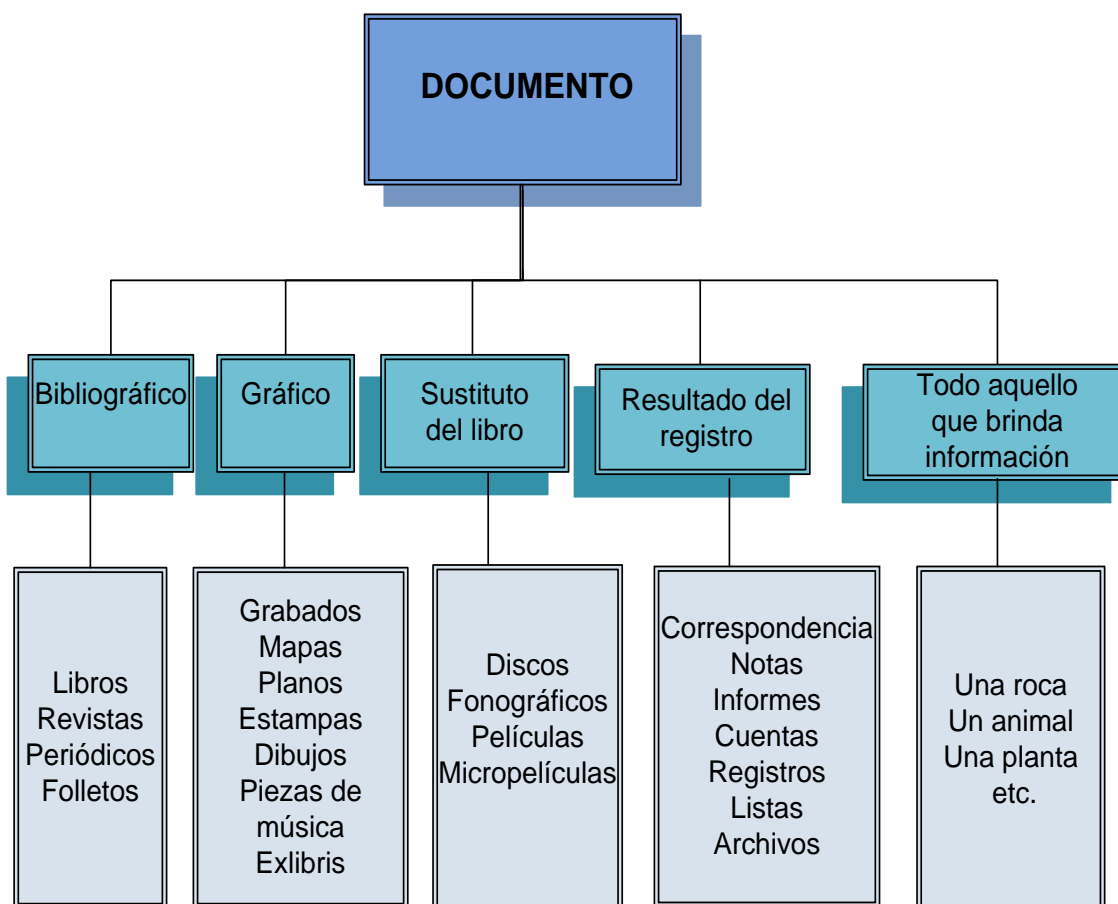 DOCUMENTO
Bibliográfico
Gráfico
Sustituto
del libro
Resultado del
registro
Todo aquello
que brinda
información
Libros
Revistas
Periódicos
Folletos
Grabados
Mapas
Planos
Estampas
Dibujos
Piezas de
música
Exlibris
Discos
Fonográficos
Películas
Micropelículas
Correspondencia
Notas
Informes
Cuentas
Registros
Listas
Archivos
Una roca
Un animal
Una planta
etc.